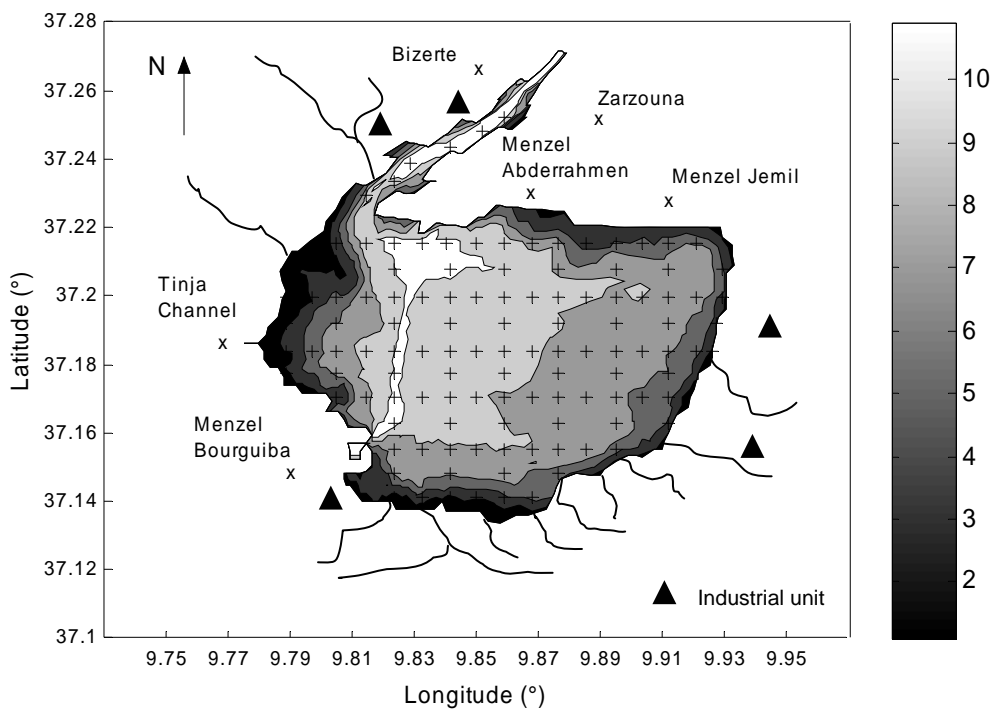 37.28
37.26
37.24
37.22
37.2
37.18
37.16
37.14
37.12
37.1
Latitude (°)
N
Bizerte
Zarzouna
Menzel
Abderrahmen
Menzel Jemil
Tinja
Channel
Menzel
Bourguiba
Industrial unit
9.75
9.77
9.79
9.81
9.83
9.85
9.87
9.89
9.91
9.93
9.95
Longitude (°)
10
9
8
7
6
5
4
3
2